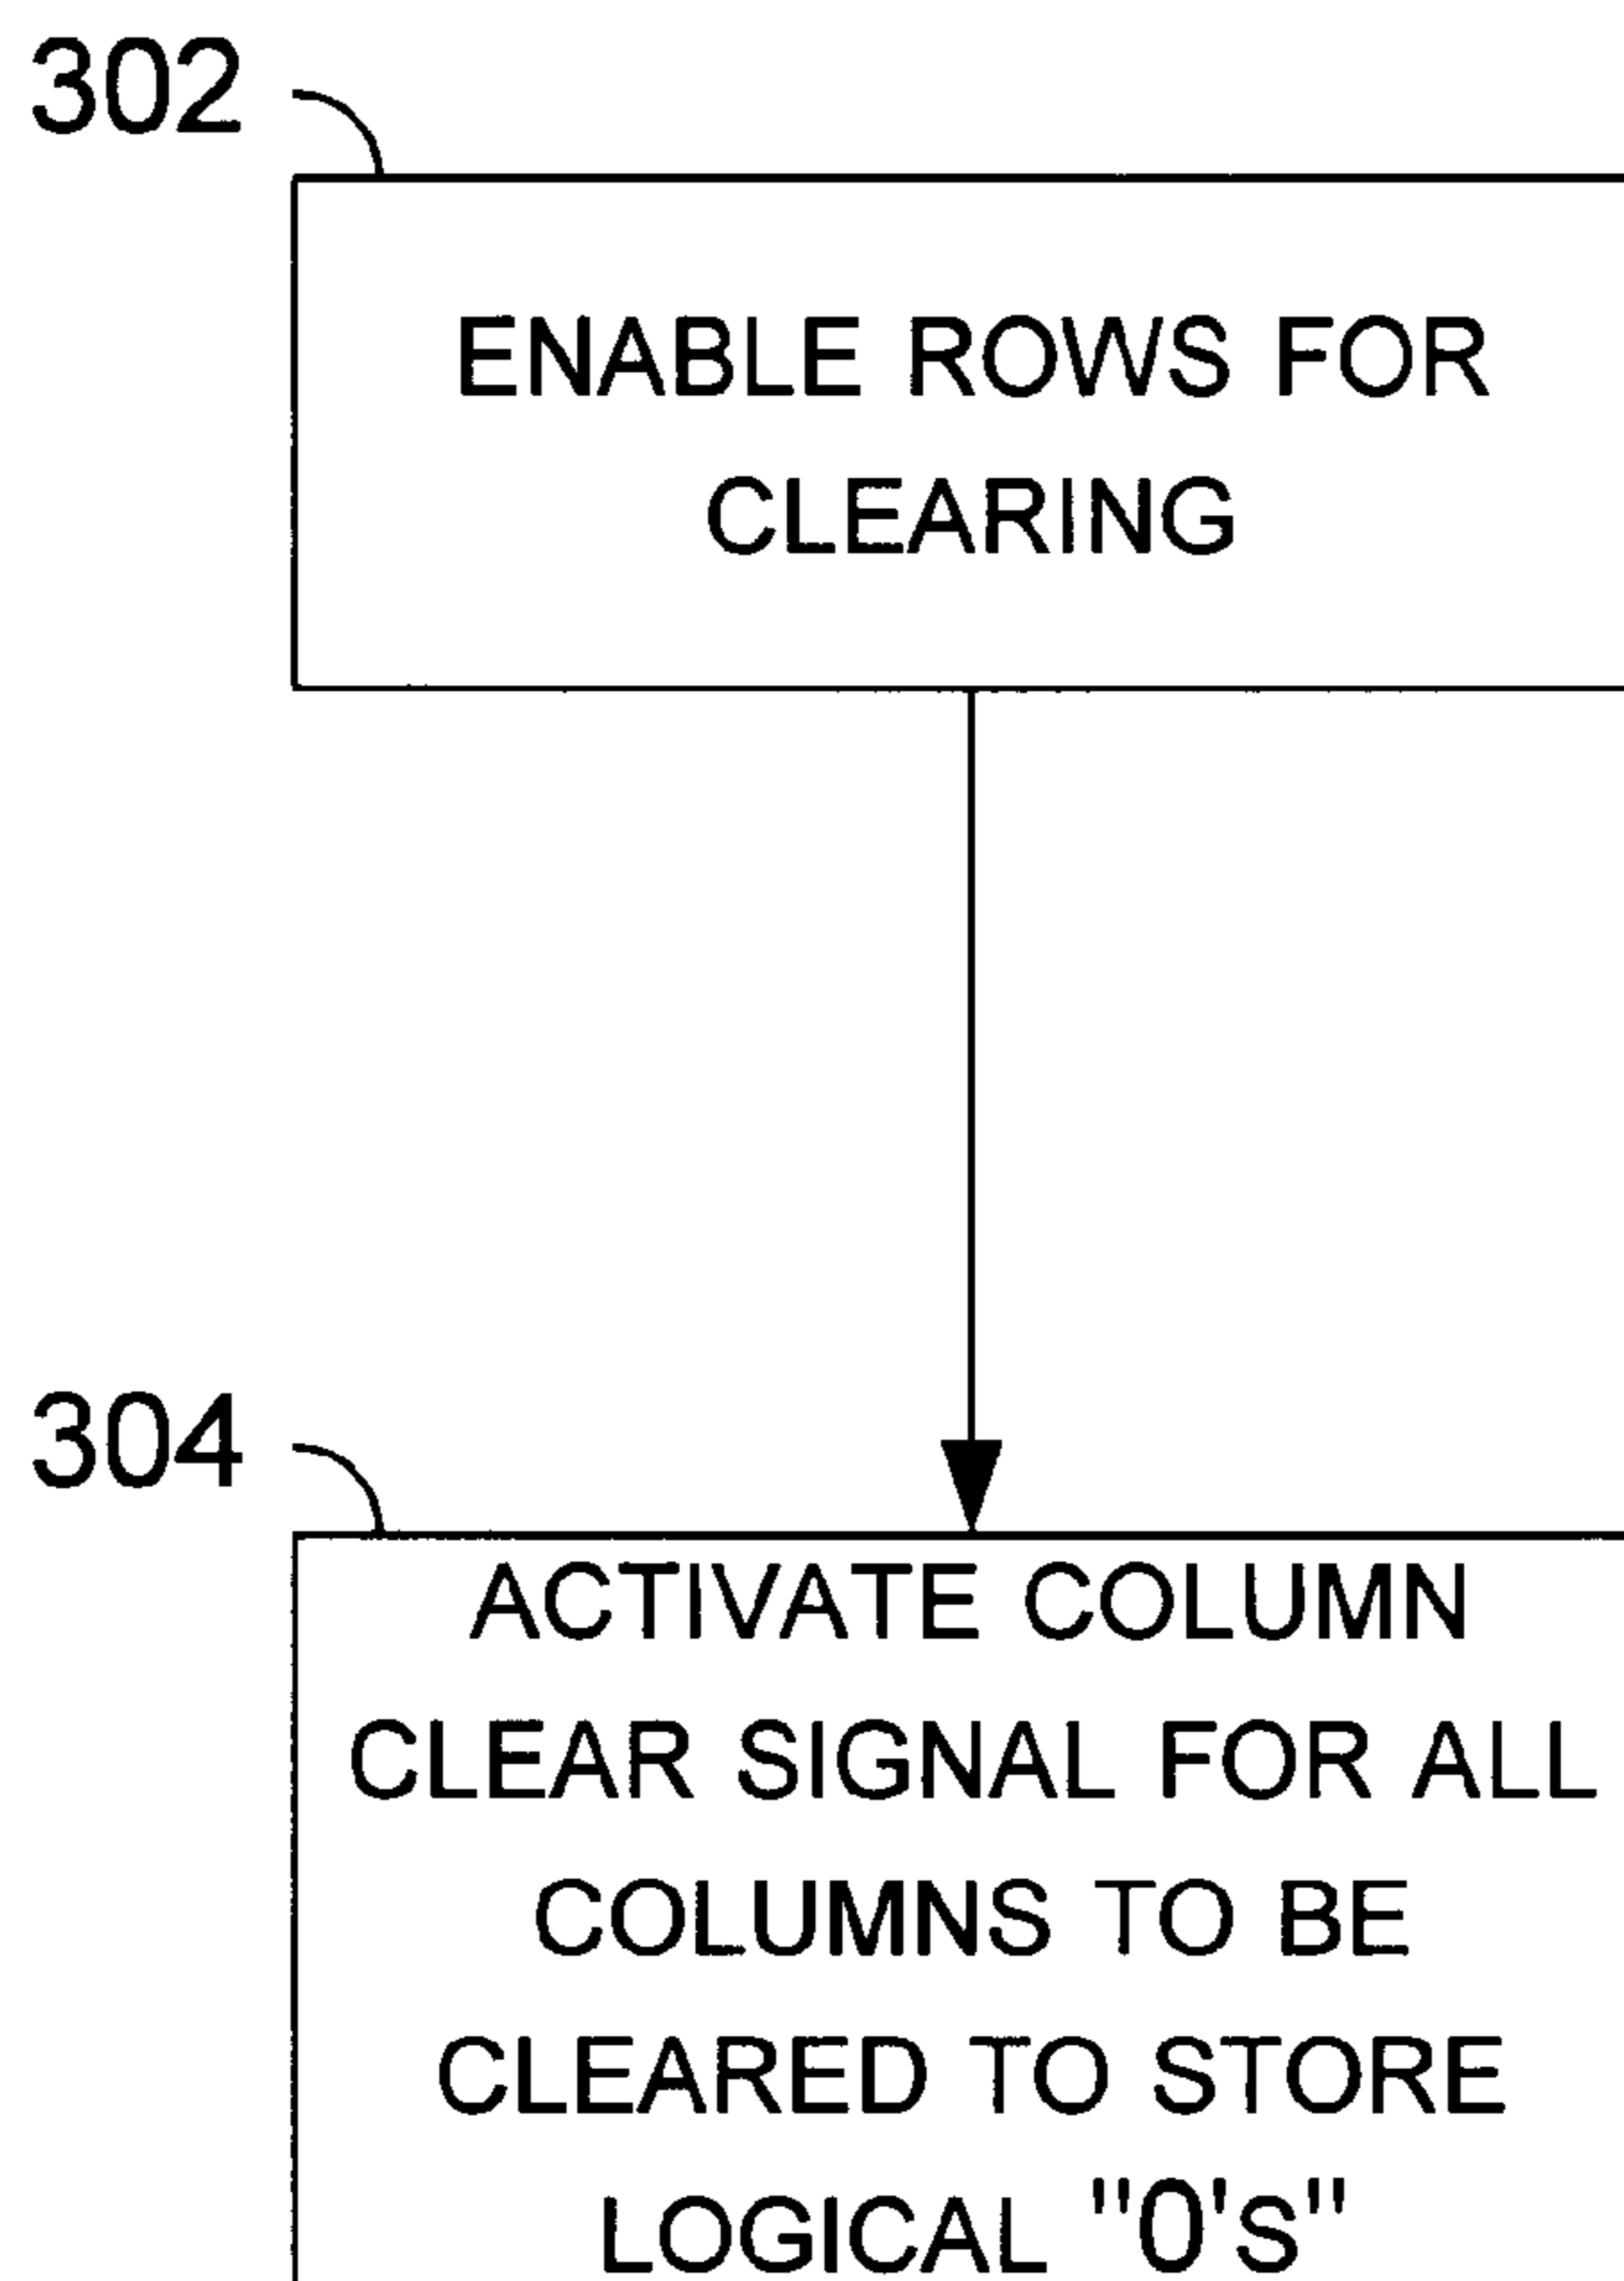 302
ENABLE ROWS FOR
CLEARING
304
ACTIVATE COLUMN
CLEAR SIGNAL FOR ALL
COLUMNS TO BE
CLEARED TO STORE
LOGICAL "0's"